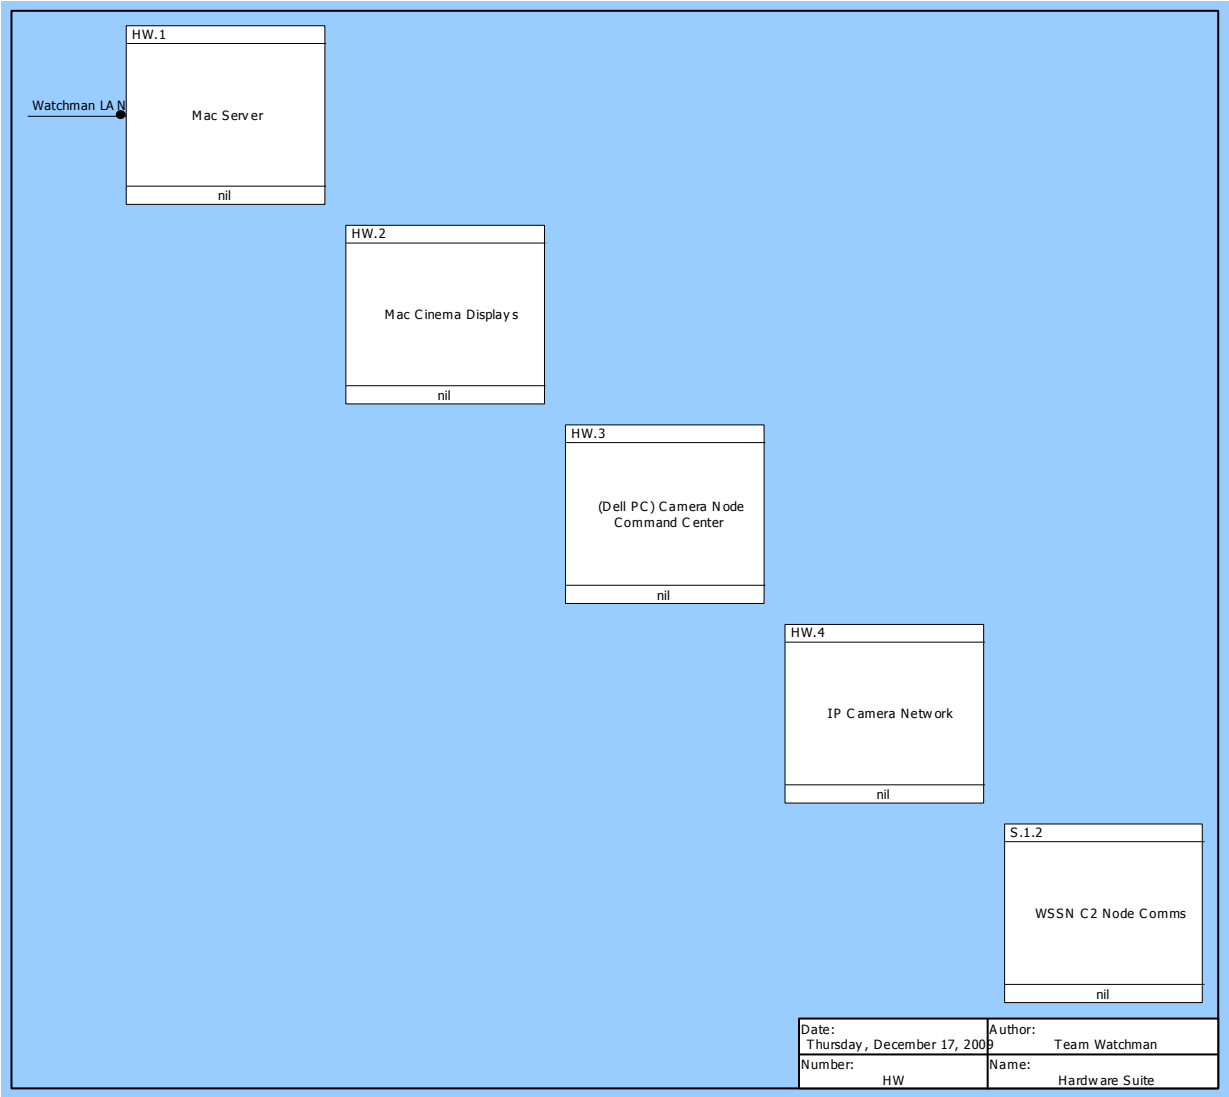 HW.1
Watchman LAN
Mac Server
nil
HW.2
Mac Cinema Displays
nil
HW.3
(Dell PC) Camera Node
Command Center
nil
HW.4
IP Camera Network
nil
S.1.2
WSSN C2 Node Comms
nil
Date:
Thursday, December 17, 2009
Author:
Team Watchman
Number:
HW
Name:
Hardware Suite